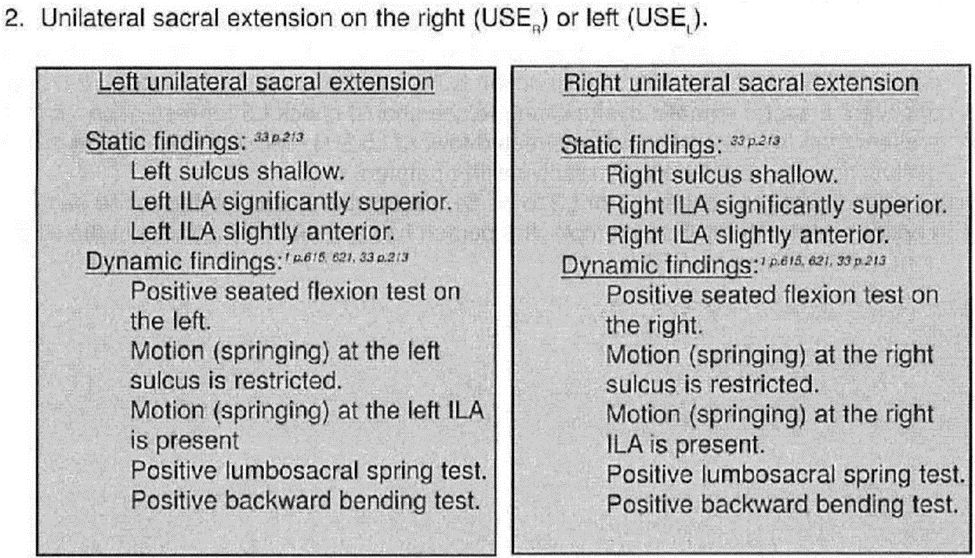 2. Unilateral sacral extension on the right (USER) or left (USEL).
Left unilateral sacral extension
Static findings: 33 p.213
Left sulcus shallow.
Left ILA significantly superior.
Left ILA slightly anterior.
Dynamic findings: 1 p.615, 621, 33 p.213
Positive seated flexion test on
the left.
Motion (springing) at the left
sulcus is restricted.
Motion (springing) at the left ILA
is present
Positive lumbosacral spring test.
Positive backward bending test.
Right unilateral sacral extension
Static findings: 33 p.213
Right sulcus shallow.
Right ILA significantly superior.
Right ILA slightly anterior.
Dynamic findings: 1 p.615, 621, 33 p.213
Positive seated flexion test on
the right.
Motion (springing) at the right
sulcus is restricted.
Motion (springing) at the right
ILA is present.
Positive lumbosacral spring test.
Positive backward bending test.